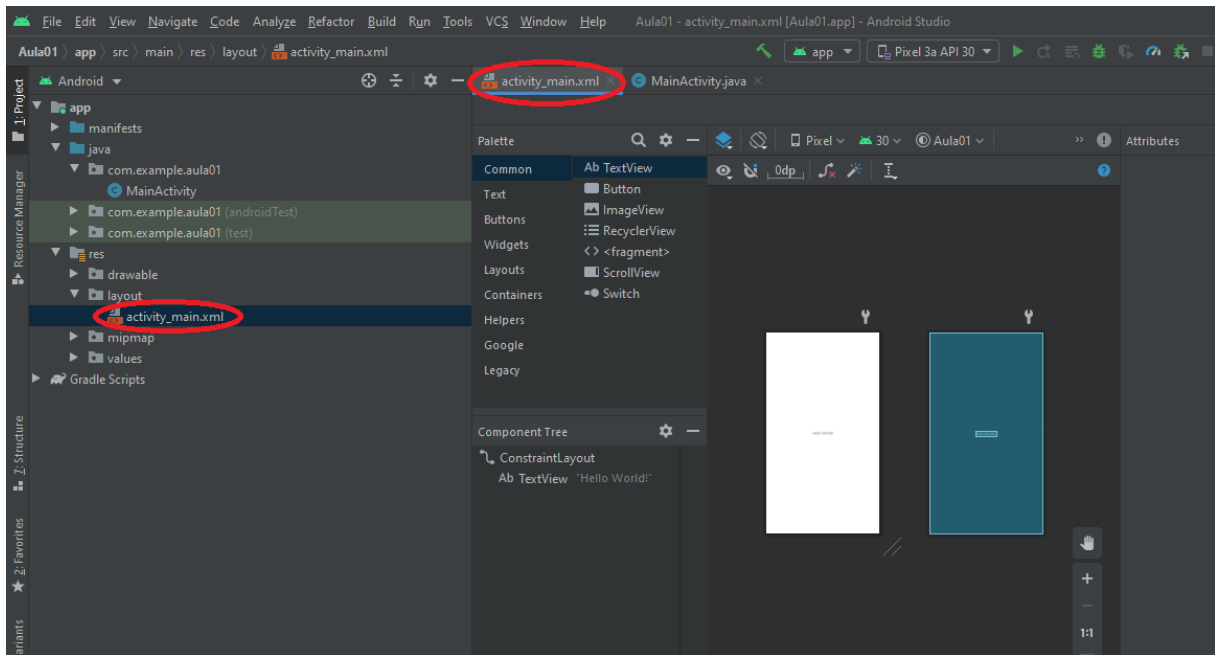 File Edit View Navigate Code Analyze Refactor Build Run Tools VCS Window Help Aula01 - activity_main.xml [Aula01.app] - Android Studio
Aula01 app src main res layout activity_main.xml app Pixel 3a API 30
1: Project
Resource Manager
7: Structure
2: Favorites
Android
app
manifests
java
com.example.aula01
MainActivity
com.example.aula01 (androidTest)
com.example.aula01 (test)
res
drawable
layout
activity_main.xml
mipmap
values
Gradle Scripts
activity_main.xml MainActivity.java
Palette
Common
Text
Buttons
Widgets
Layouts
Containers
Helpers
Google
Legacy
Ab TextView
Button
ImageView
RecyclerView
<> <fragment>
ScrollView
Switch
Component Tree
ConstraintLayout
Ab TextView "Hello World!"
Pixel 30 Aula01
0dp
Attributes
1:1